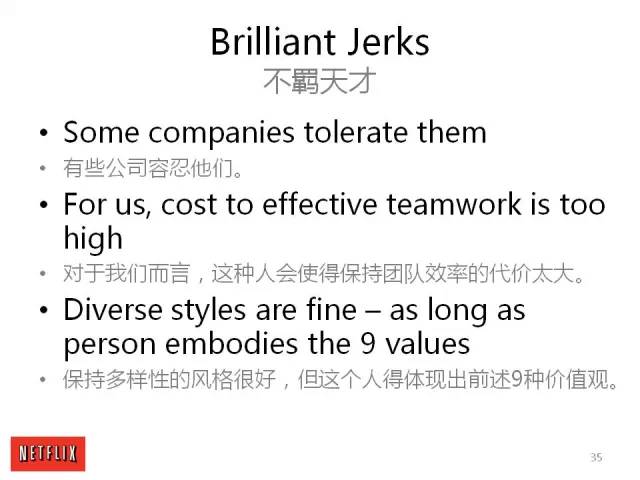 Brilliant Jerks
不羁天才
• Some companies tolerate them
• 有些公司容忍他们。
• For us, cost to effective teamwork is too
high
• 对于我们而言，这种人会使得保持团队效率的代价太大。
• Diverse styles are fine – as long as
person embodies the 9 values
• 保持多样性的风格很好，但这个人得体现出前述9种价值观。
NETFLIX
35